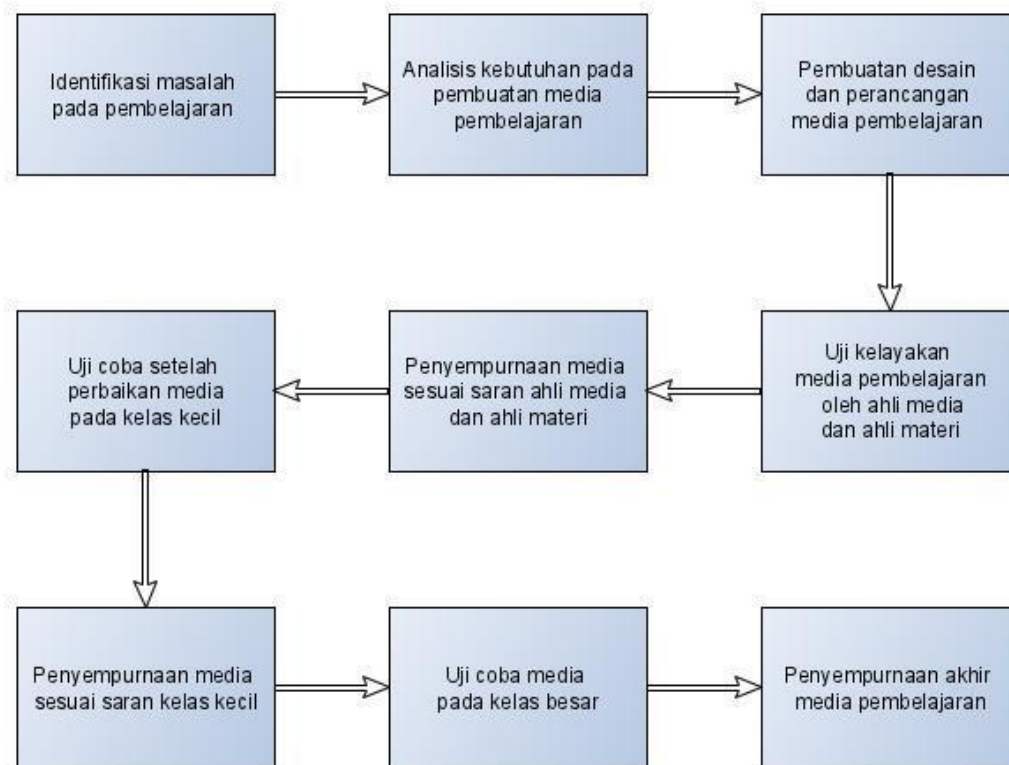 Identifikasi masalah
pada pembelajaran
Analisis kebutuhan pada
pembuatan media
pembelajaran
Pembuatan desain
dan perancangan
media pembelajaran
Uji kelayakan
media pembelajaran
oleh ahli media
dan ahli materi
Penyempurnaan media
sesuai saran ahli media
dan ahli materi
Uji coba setelah
perbaikan media
pada kelas kecil
Penyempurnaan media
sesuai saran kelas kecil
Uji coba media
pada kelas besar
Penyempurnaan akhir
media pembelajaran